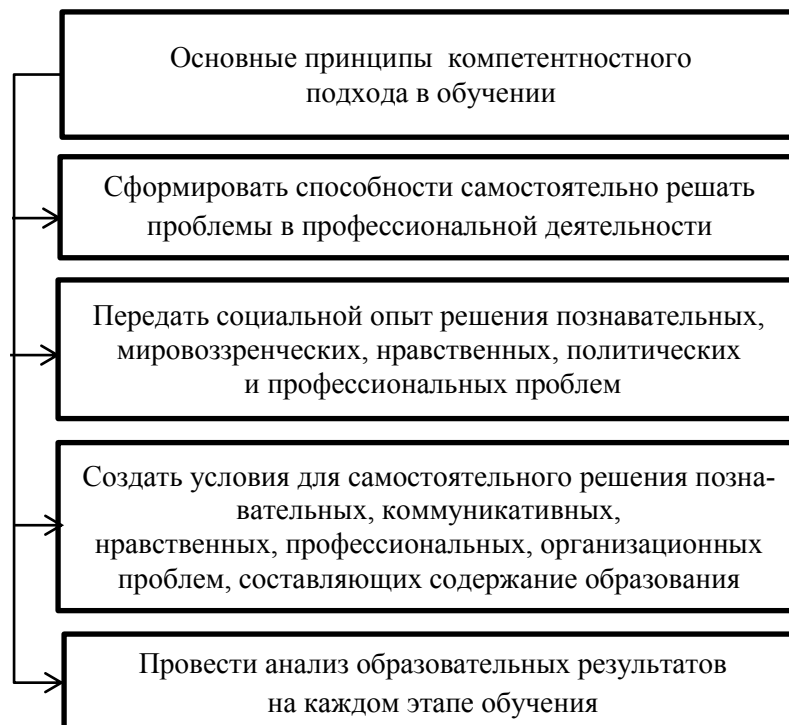 Основные принципы компетентностного
подхода в обучении
Сформировать способности самостоятельно решать
проблемы в профессиональной деятельности
Передать социальной опыт решения познавательных,
мировоззренческих, нравственных, политических
и профессиональных проблем
Создать условия для самостоятельного решения позна-
вательных, коммуникативных,
нравственных, профессиональных, организационных
проблем, составляющих содержание образования
Провести анализ образовательных результатов
на каждом этапе обучения